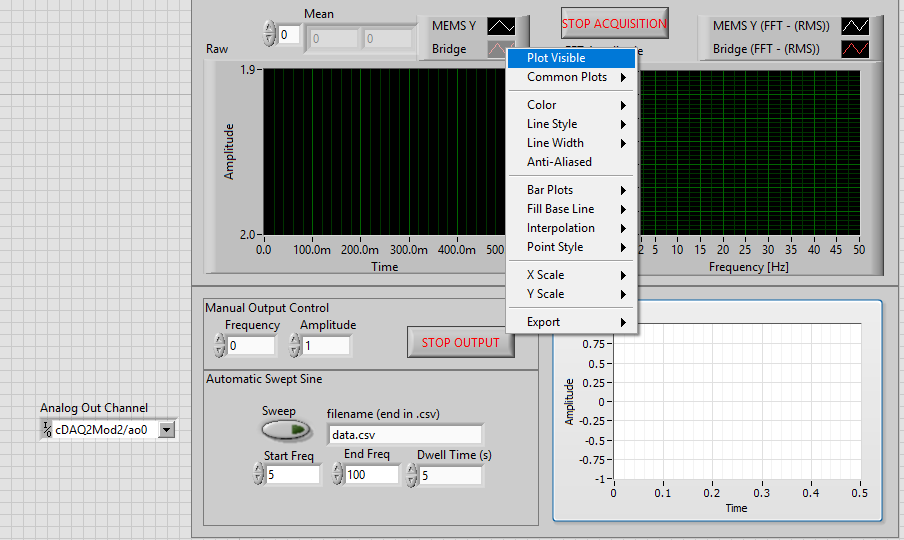 Mean
0
0
0
MEMS Y
Bridge
STOP ACQUISITION
MEMS Y (FFT - (RMS))
Bridge (FFT - (RMS))
Raw
Plot Visible
Common Plots
Color
Line Style
Line Width
Anti-Aliased
Bar Plots
Fill Base Line
Interpolation
Point Style
X Scale
Y Scale
Export
1.9
Amplitude
2.0
0.0 100.0m 200.0m 300.0m 400.0m
Time
2 5 10 15 20 25 30 35 40 45 50
Frequency [Hz]
Manual Output Control
Frequency Amplitude
0 1
STOP OUTPUT
Automatic Swept Sine
Sweep
filename (end in .csv)
data.csv
Start Freq End Freq Dwell Time (s)
5 100 5
Analog Out Channel
I/O cDAQ2Mod2/ao0
0.75
0.5
0.25
0
-0.25
-0.5
-0.75
-1
Amplitude
0 0.1 0.2 0.3 0.4 0.5
Time